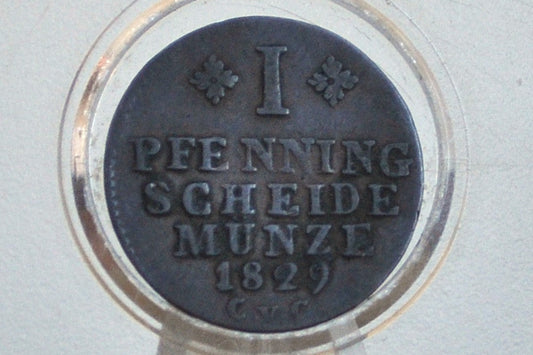 I
PFENNING
SCHEIDE
MUNZE
1829
C v C